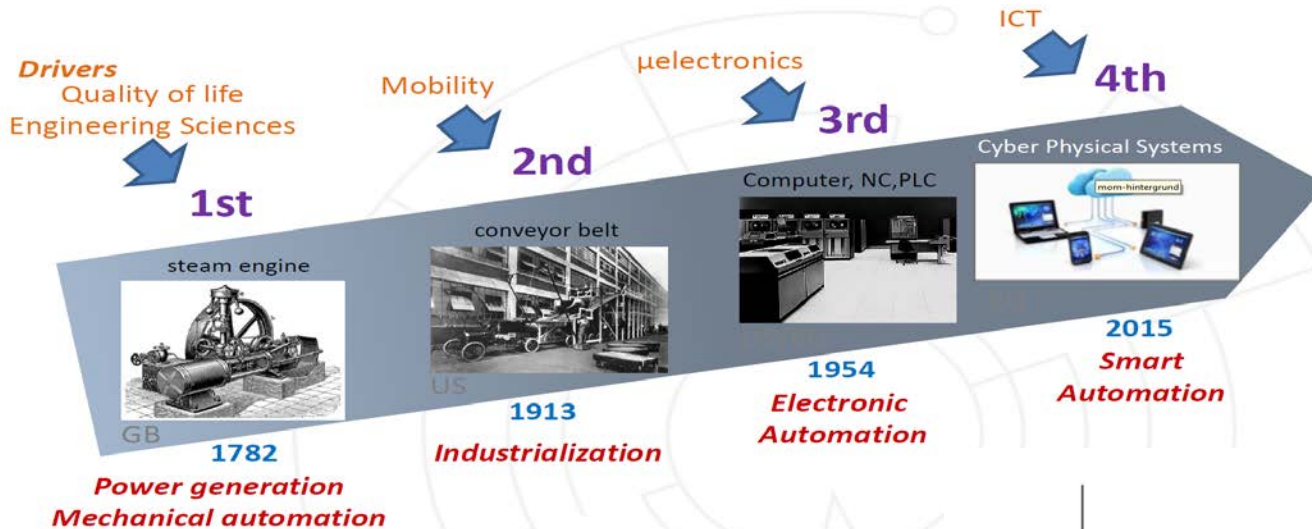 Drivers
Quality of life
Engineering Sciences
1st
steam engine
GB
1782
Power generation
Mechanical automation
Mobility
2nd
conveyor belt
US
1913
Industrialization
µelectronics
3rd
Computer, NC,PLC
1954
Electronic
Automation
ICT
4th
Cyber Physical Systems
mom-hintergrund
2015
Smart
Automation